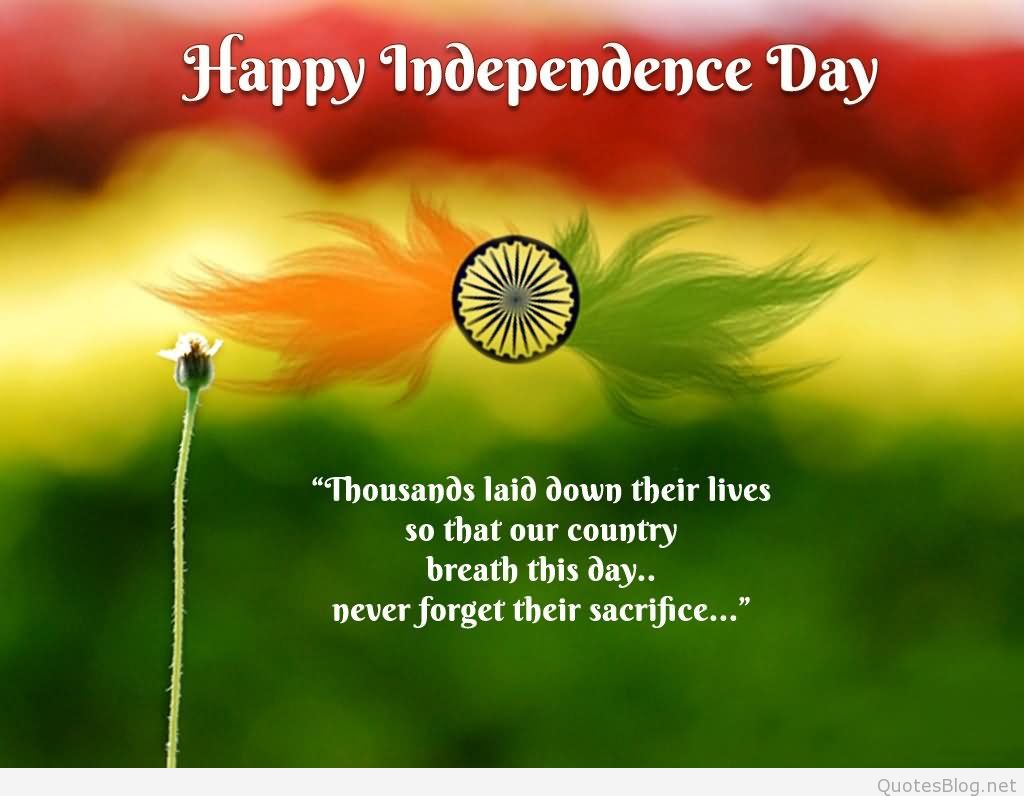 Happy Independence Day
“Thousands laid down their lives
so that our country
breath this day..
never forget their sacrifice...”
QuotesBlog.net